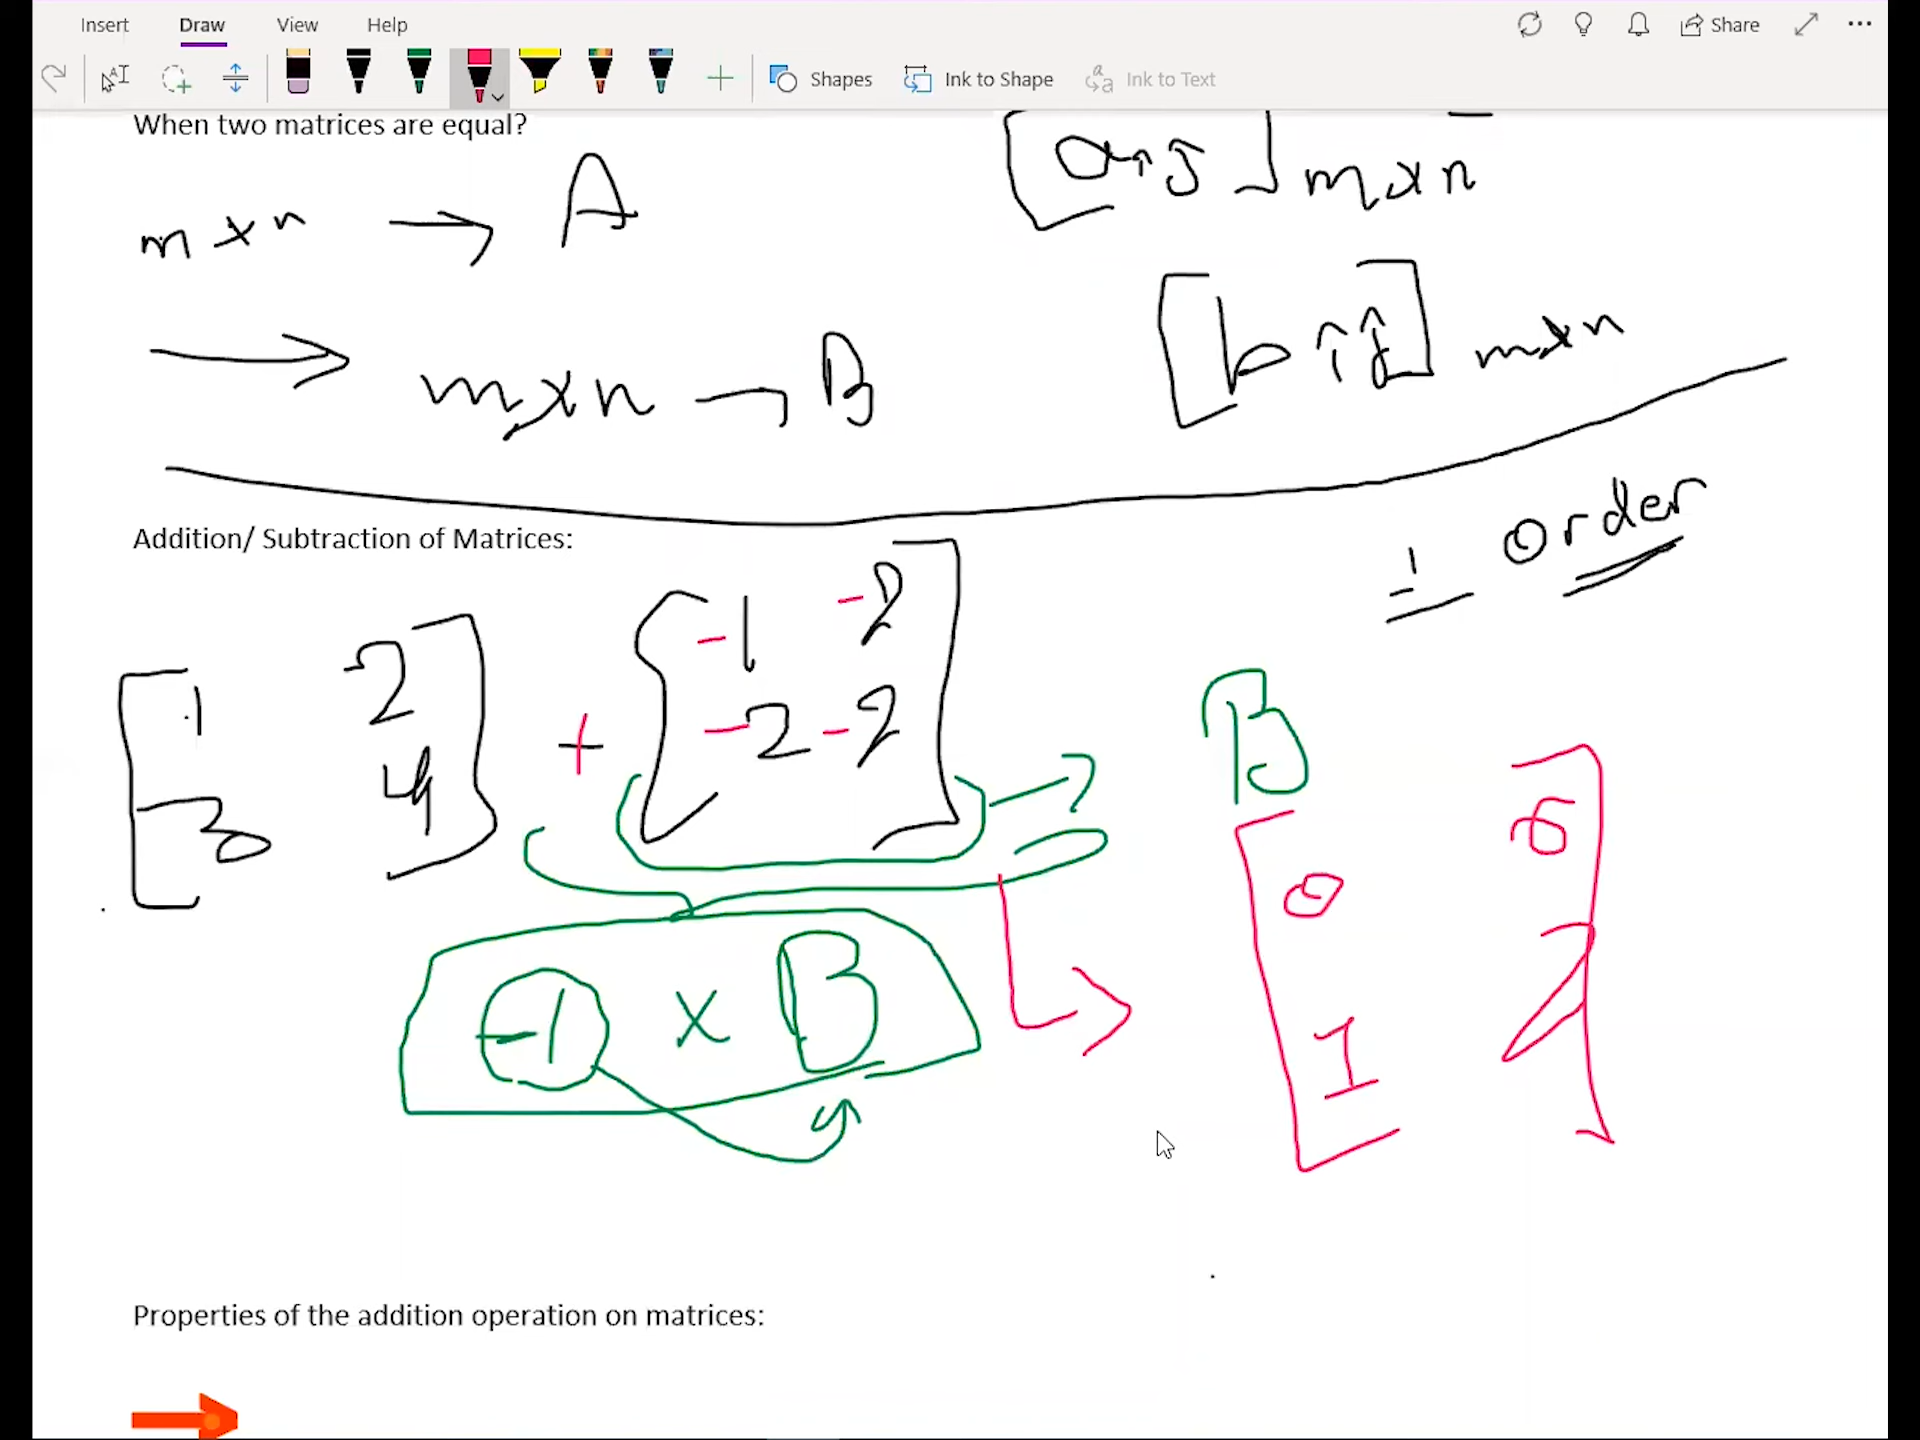 Insert Draw View Help Share
Shapes Ink to Shape Ink to Text
When two matrices are equal?
m x n → A
[aij] m x n
→ m x n → B
[bij] m x n
Addition/ Subtraction of Matrices:
order
[1 2
3 4]
+
[-1 -2
-2 -2]
B
[0 0
1 2]
-1 x B
Properties of the addition operation on matrices: